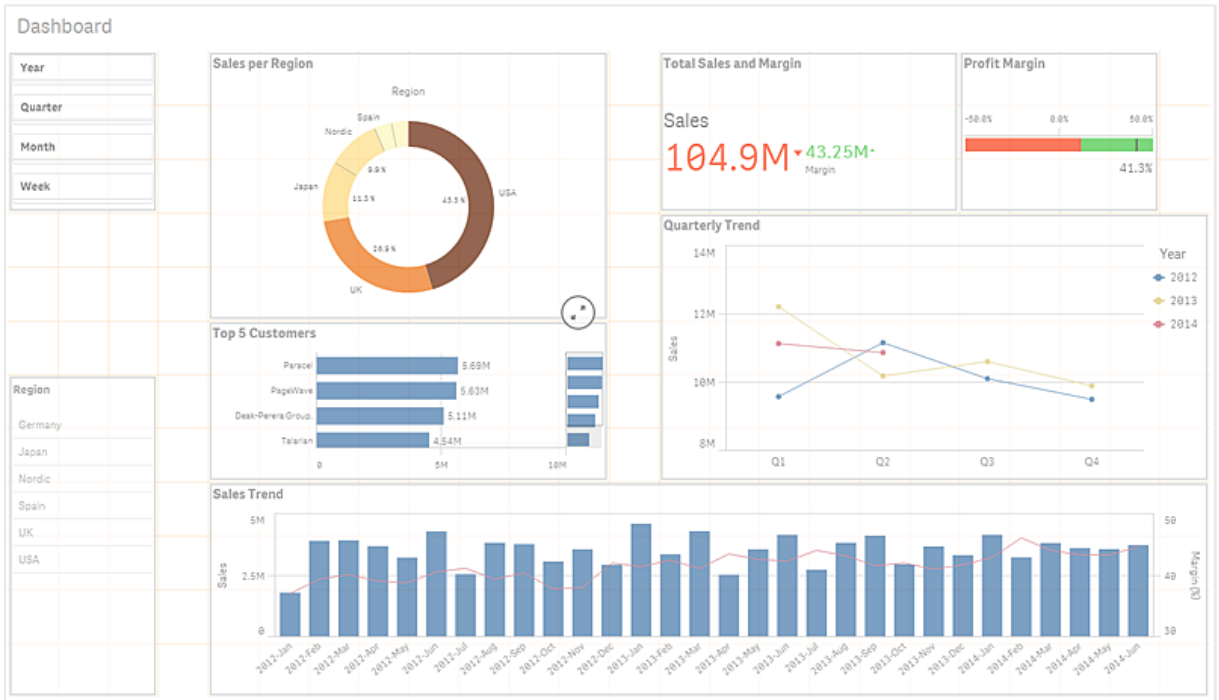 Dashboard
Year
Quarter
Month
Week
Region
Germany
Japan
Nordic
Spain
UK
USA
Sales per Region
Region
Spain
Nordic
Japan
UK
USA
9.9%
11.3%
26.9%
45.5%
Top 5 Customers
Paracel
5.69M
PageWave
5.63M
Deak-Perera Group.
5.11M
Talarian
4.54M
0 5M 10M
Total Sales and Margin
Sales
104.9M
43.25M
Margin
Profit Margin
-50.0% 0.0% 50.0%
41.3%
Quarterly Trend
Sales
14M
12M
10M
8M
Q1 Q2 Q3 Q4
Year
2012
2013
2014
Sales Trend
Sales
5M
2.5M
0
50
40
30
Margin (%)
2012-Jan 2012-Feb 2012-Mar 2012-Apr 2012-May 2012-Jun 2012-Jul 2012-Aug 2012-Sep 2012-Oct 2012-Nov 2012-Dec 2013-Jan 2013-Feb 2013-Mar 2013-Apr 2013-May 2013-Jun 2013-Jul 2013-Aug 2013-Sep 2013-Oct 2013-Nov 2013-Dec 2014-Jan 2014-Feb 2014-Mar 2014-Apr 2014-May 2014-Jun